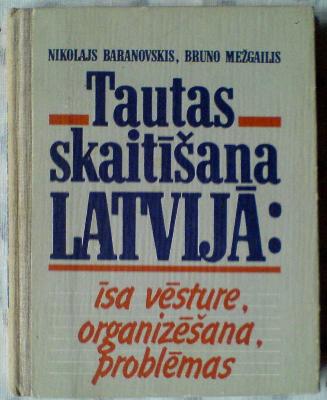 NIKOLAJS BARANOVSKIS, BRUNO MEŽGAILIS
Tautas
skaitīšana
LATVIJĀ:
īsa vēsture,
organizēšana,
problēmas